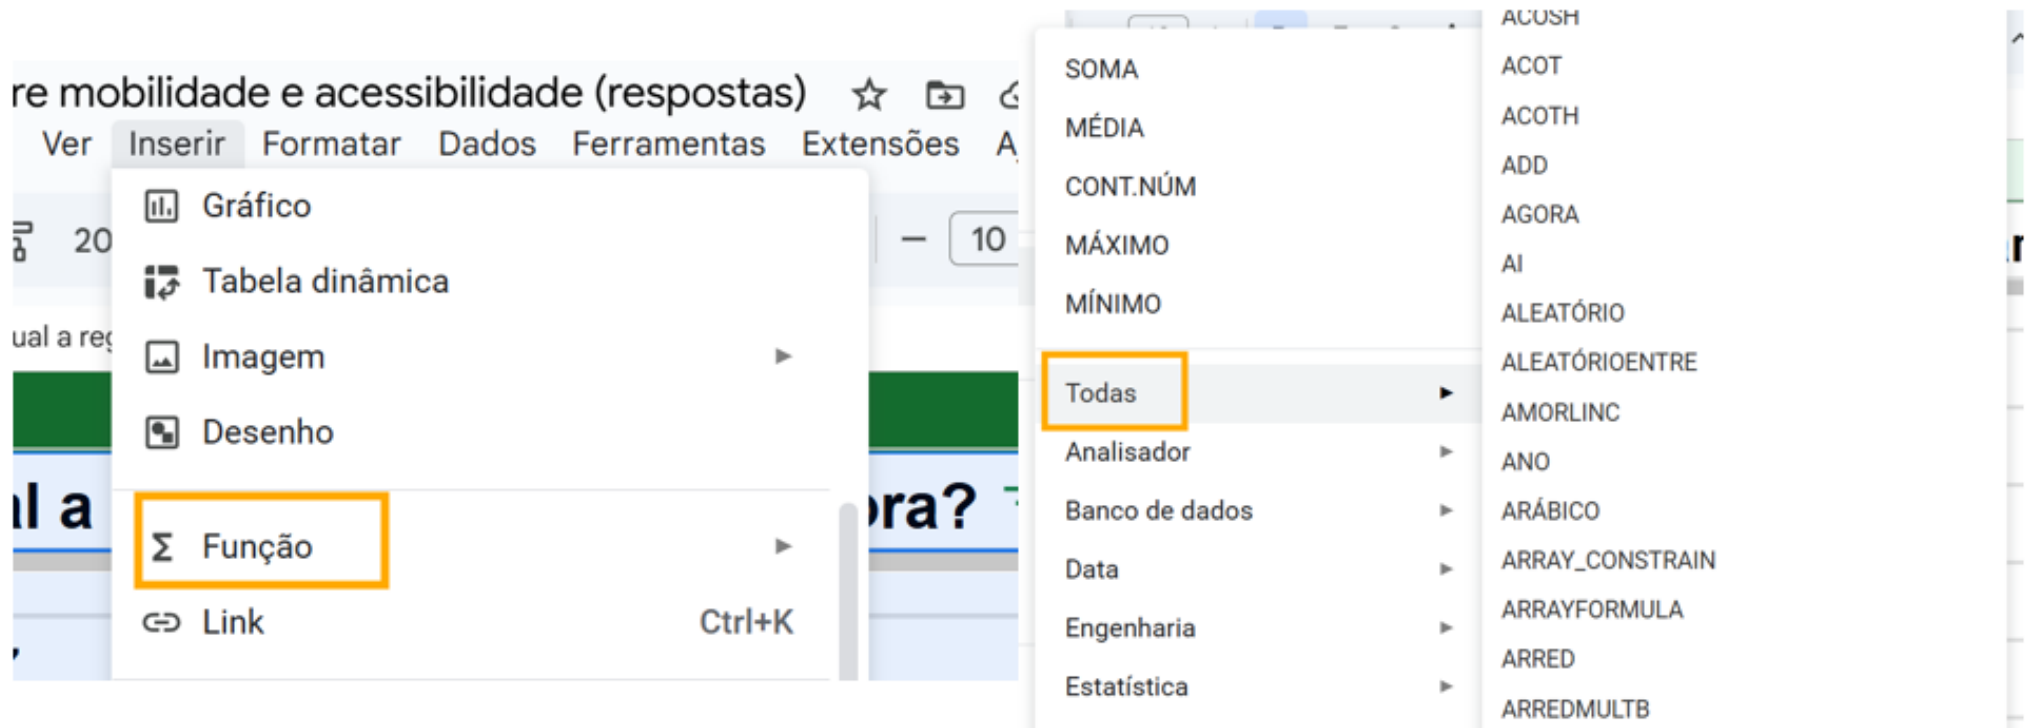 re mobilidade e acessibilidade (respostas)
Ver Inserir Formatar Dados Ferramentas Extensões
20
10
Gráfico
Tabela dinâmica
ual a reg
Imagem
Desenho
al a
ora?
Função
Link Ctrl+K
SOMA
MÉDIA
CONT.NÚM
MÁXIMO
MÍNIMO
Todas
Analisador
Banco de dados
Data
Engenharia
Estatística
ACOSH
ACOT
ACOTH
ADD
AGORA
AI
ALEATÓRIO
ALEATÓRIOENTRE
AMORLINC
ANO
ARÁBICO
ARRAY_CONSTRAIN
ARRAYFORMULA
ARRED
ARREDMULTB